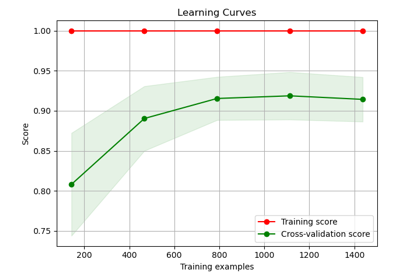 Learning Curves
1.00
0.95
0.90
0.85
0.80
0.75
Score
Training score
Cross-validation score
200 400 600 800 1000 1200 1400
Training examples